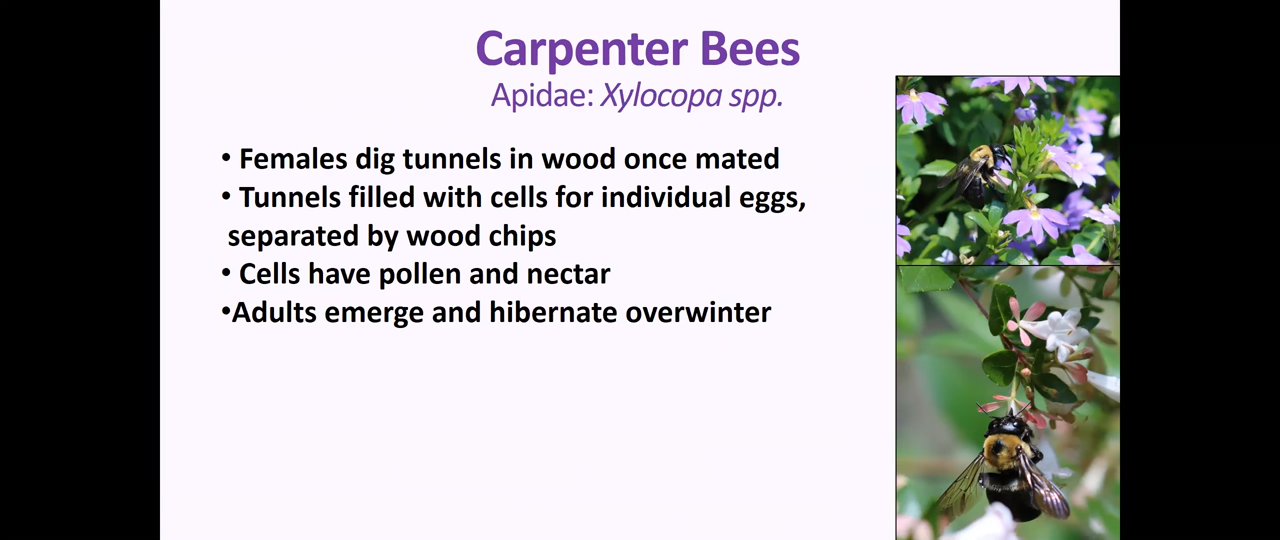 Carpenter Bees
Apidae: Xylocopa spp.
• Females dig tunnels in wood once mated
• Tunnels filled with cells for individual eggs,
separated by wood chips
• Cells have pollen and nectar
•Adults emerge and hibernate overwinter